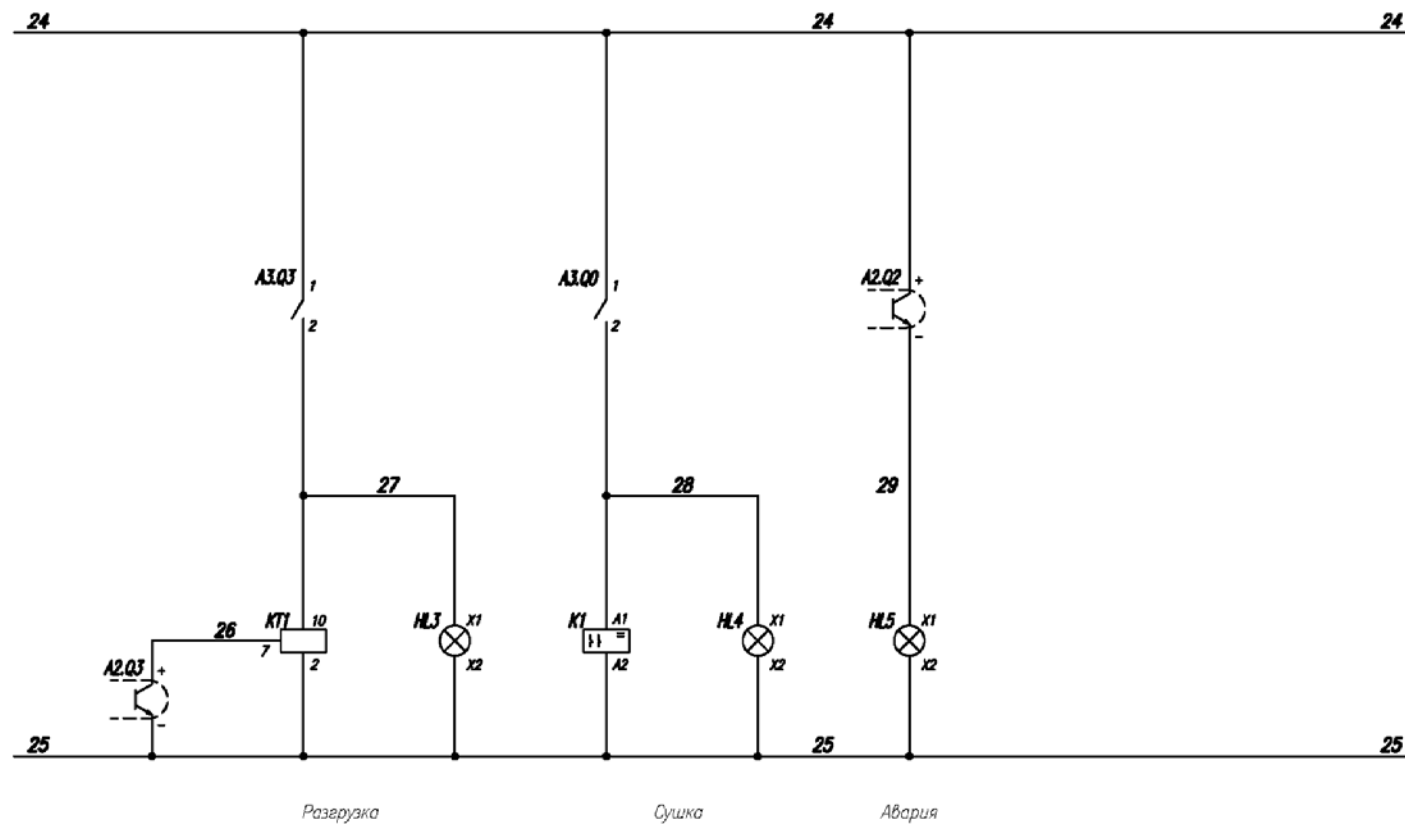 24 24 24
A3.Q3 1
2
A3.Q0 1
2
A2.Q2 +
-
27
28
29
26
7 KT1 10
2
HL3 X1
X2
K1 A1
=
A2
HL4 X1
X2
HL5 X1
X2
A2.Q3 +
-
25 25 25
Разгрузка Сушка Авария